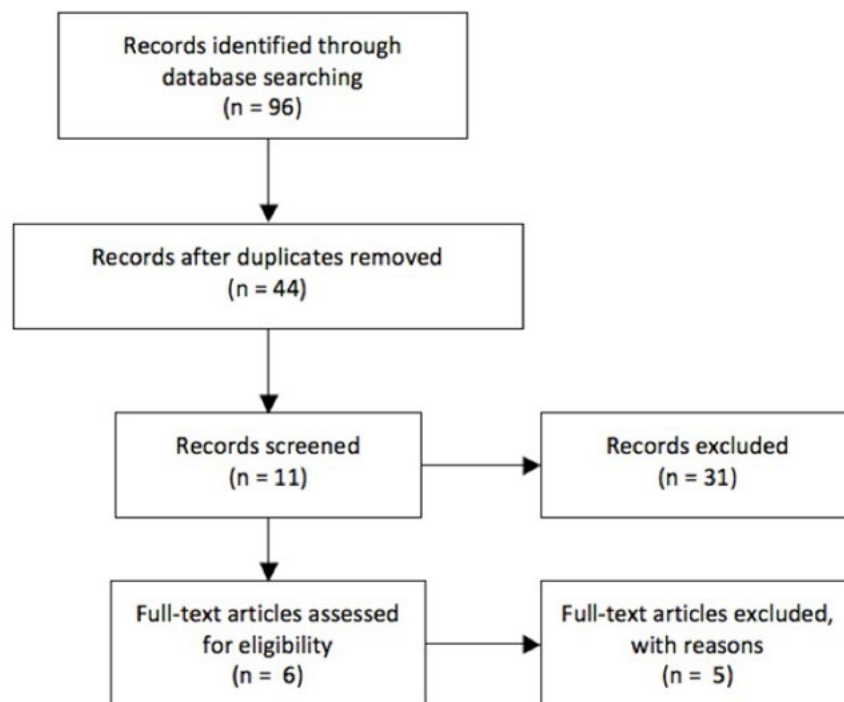 Records identified through
database searching
(n = 96)
Records after duplicates removed
(n = 44)
Records screened
(n = 11)
Records excluded
(n = 31)
Full-text articles assessed
for eligibility
(n = 6)
Full-text articles excluded,
with reasons
(n = 5)